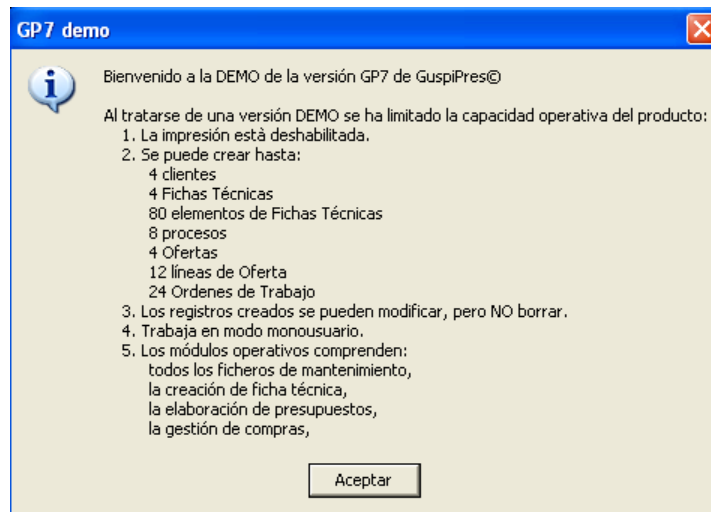 GP7 demo
Bienvenido a la DEMO de la versión GP7 de GuspiPres©
Al tratarse de una versión DEMO se ha limitado la capacidad operativa del producto:
1. La impresión està deshabilitada.
2. Se puede crear hasta:
4 clientes
4 Fichas Técnicas
80 elementos de Fichas Técnicas
8 procesos
4 Ofertas
12 líneas de Oferta
24 Ordenes de Trabajo
3. Los registros creados se pueden modificar, pero NO borrar.
4. Trabaja en modo monousuario.
5. Los módulos operativos comprenden:
todos los ficheros de mantenimiento,
la creación de ficha técnica,
la elaboración de presupuestos,
la gestión de compras,
Aceptar